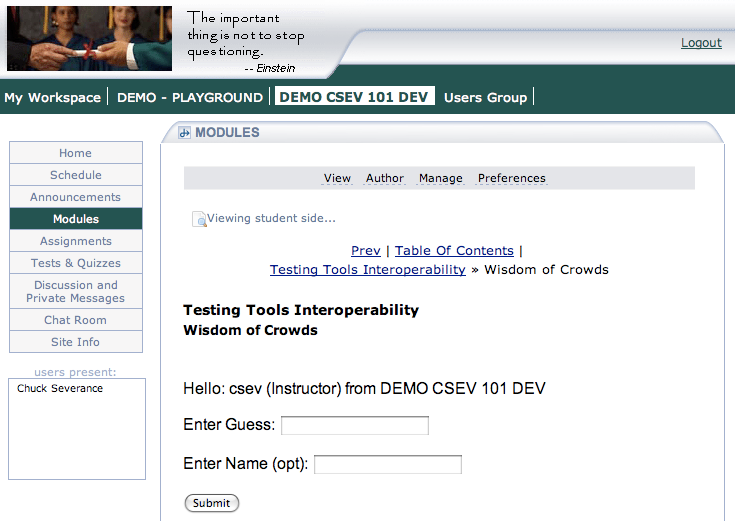 The important
thing is not to stop
questioning.
-- Einstein
Logout
My Workspace DEMO - PLAYGROUND DEMO CSEV 101 DEV Users Group
MODULES
Home
Schedule
Announcements
Modules
Assignments
Tests & Quizzes
Discussion and
Private Messages
Chat Room
Site Info
users present:
Chuck Severance
View Author Manage Preferences
Viewing student side...
Prev | Table Of Contents |
Testing Tools Interoperability » Wisdom of Crowds
Testing Tools Interoperability
Wisdom of Crowds
Hello: csev (Instructor) from DEMO CSEV 101 DEV
Enter Guess:
Enter Name (opt):
Submit